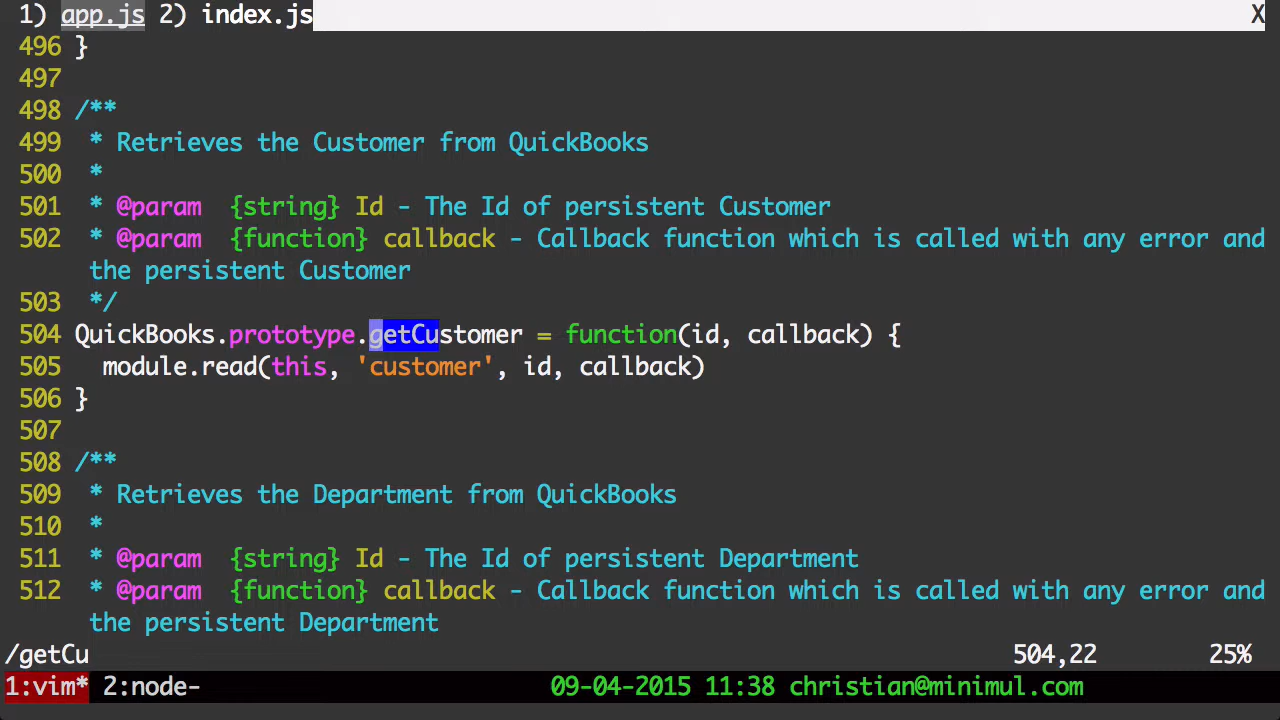 1) app.js 2) index.js X
496 }
497
498 /**
499  * Retrieves the Customer from QuickBooks
500  *
501  * @param  {string} Id - The Id of persistent Customer
502  * @param  {function} callback - Callback function which is called with any error and
the persistent Customer
503  */
504 QuickBooks.prototype.getCustomer = function(id, callback) {
505   module.read(this, 'customer', id, callback)
506 }
507
508 /**
509  * Retrieves the Department from QuickBooks
510  *
511  * @param  {string} Id - The Id of persistent Department
512  * @param  {function} callback - Callback function which is called with any error and
the persistent Department
/getCu 504,22 25%
1:vim* 2:node- 09-04-2015 11:38 christian@minimul.com